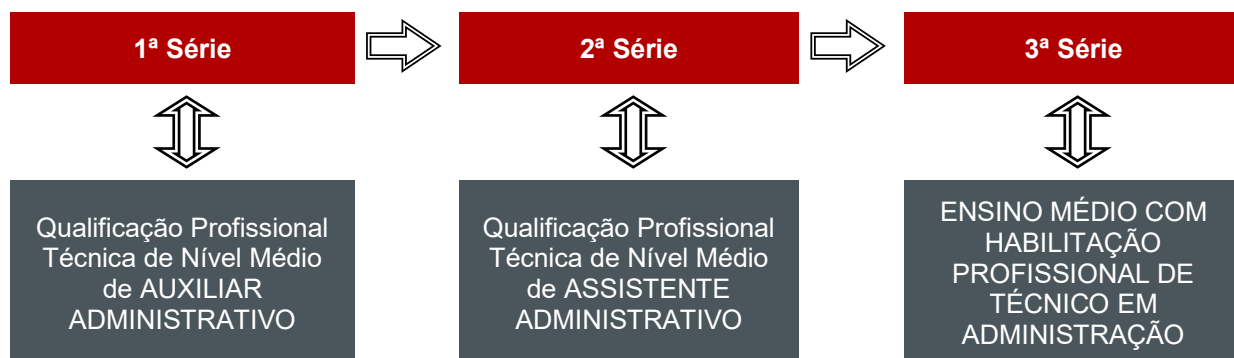 1ª Série
2ª Série
3ª Série
Qualificação Profissional
Técnica de Nível Médio
de AUXILIAR
ADMINISTRATIVO
Qualificação Profissional
Técnica de Nível Médio
de ASSISTENTE
ADMINISTRATIVO
ENSINO MÉDIO COM
HABILITAÇÃO
PROFISSIONAL DE
TÉCNICO EM
ADMINISTRAÇÃO